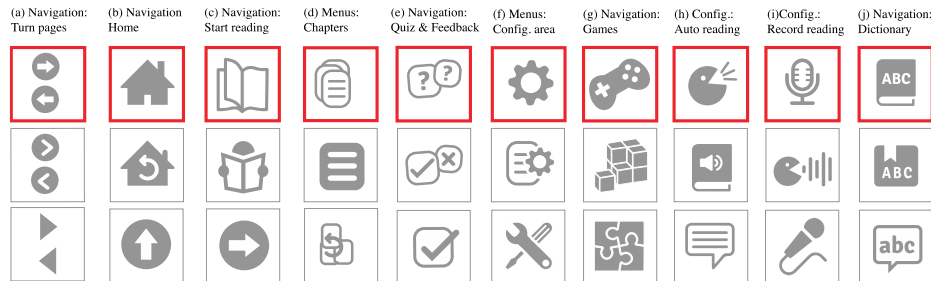 (a) Navigation:
Turn pages
(b) Navigation
Home
(c) Navigation:
Start reading
(d) Menus:
Chapters
(e) Navigation:
Quiz & Feedback
(f) Menus:
Config. area
(g) Navigation:
Games
(h) Config.:
Auto reading
(i)Config.:
Record reading
(j) Navigation:
Dictionary
? ?
ABC
ABC
abc